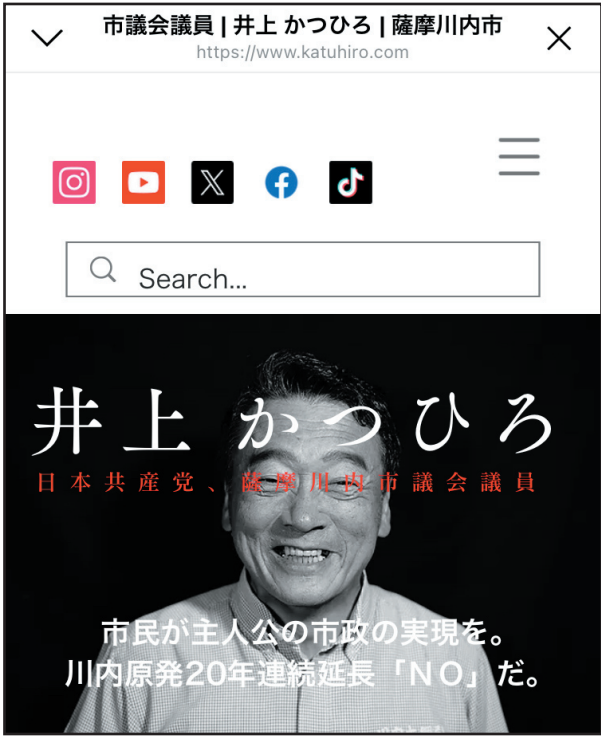 市議会議員 | 井上 かつひろ | 薩摩川内市
https://www.katuhiro.com
Search...
井上 かつひろ
日本共産党、薩摩川内市議会議員
市民が主人公の市政の実現を。
川内原発20年連続延長「ＮＯ」だ。